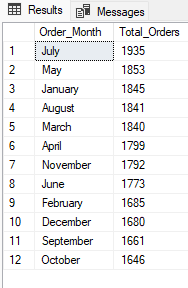 Results Messages
Order_Month Total_Orders
1 July 1935
2 May 1853
3 January 1845
4 August 1841
5 March 1840
6 April 1799
7 November 1792
8 June 1773
9 February 1685
10 December 1680
11 September 1661
12 October 1646